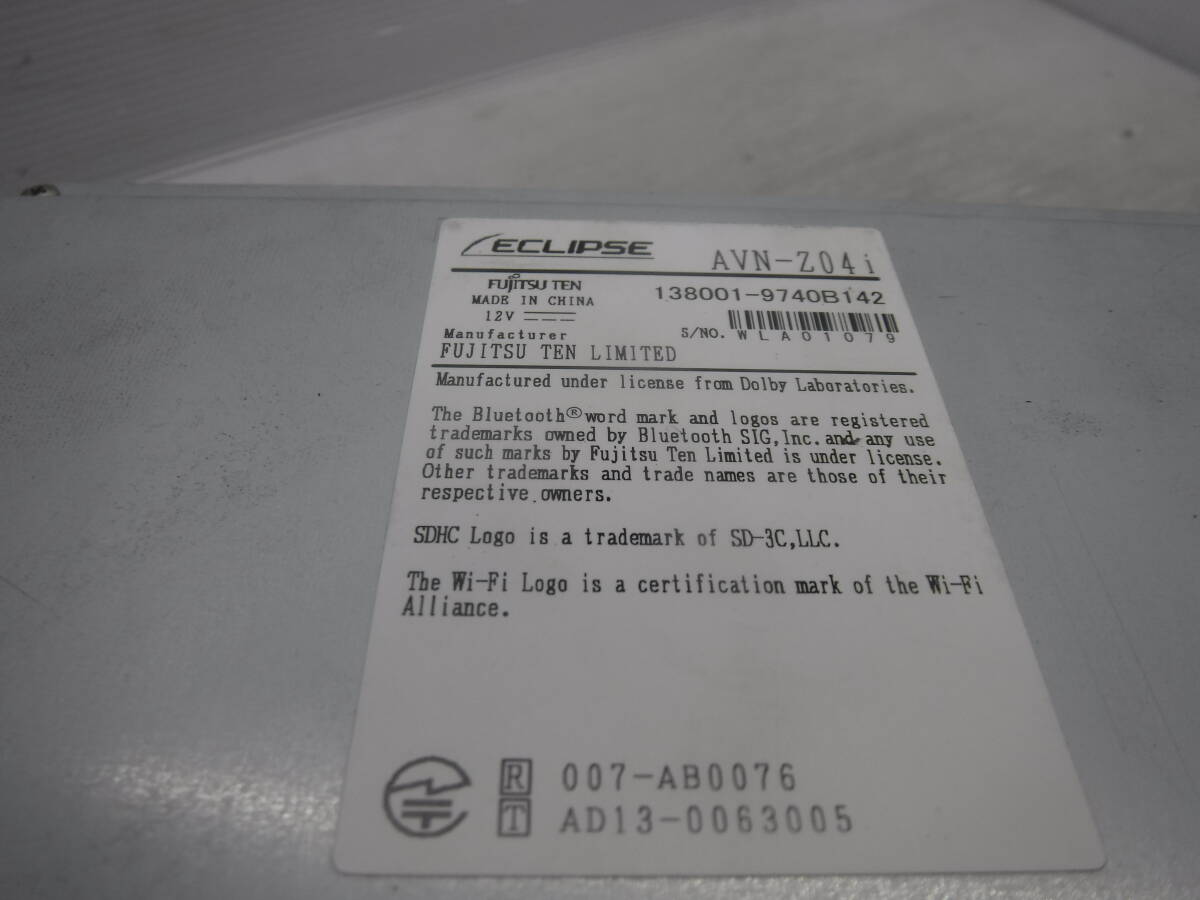 ECLIPSE AVN-Z04i
FUJITSU TEN
MADE IN CHINA
138001-9740B142
12V
Manufacturer
S/NO. WLA01079
FUJITSU TEN LIMITED
Manufactured under license from Dolby Laboratories.
The Bluetooth® word mark and logos are registered
trademarks owned by Bluetooth SIG,Inc. and any use
of such marks by Fujitsu Ten Limited is under license.
Other trademarks and trade names are those of their
respective owners.
SDHC Logo is a trademark of SD-3C,LLC.
The Wi-Fi Logo is a certification mark of the Wi-Fi
Alliance.
R 007-AB0076
T AD13-0063005